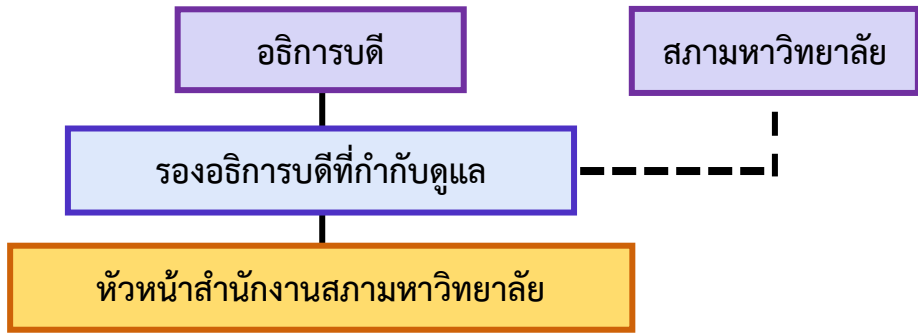 อธิการบดี
สภามหาวิทยาลัย
รองอธิการบดีที่กำกับดูแล
หัวหน้าสำนักงานสภามหาวิทยาลัย